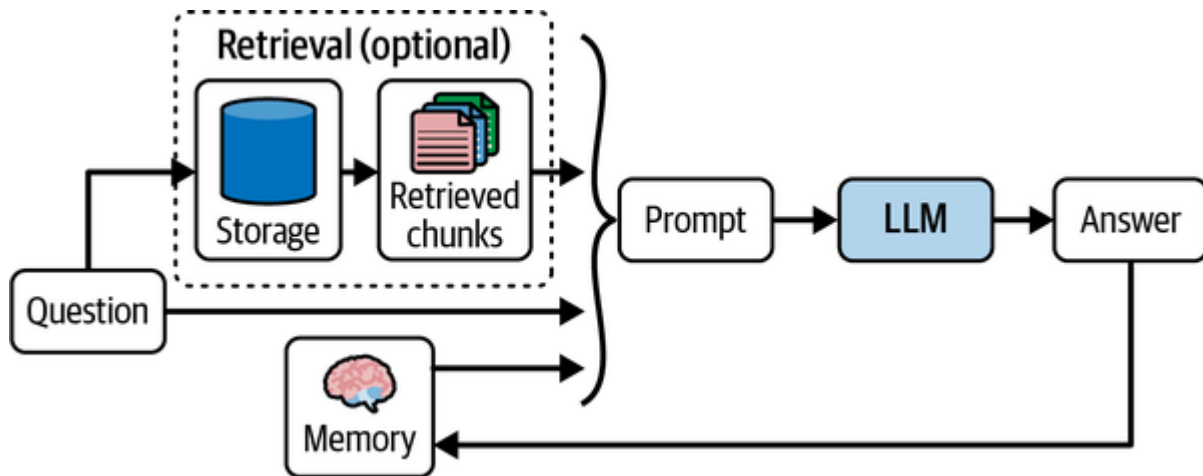 Retrieval (optional)
Storage
Retrieved
chunks
Prompt
LLM
Answer
Question
Memory